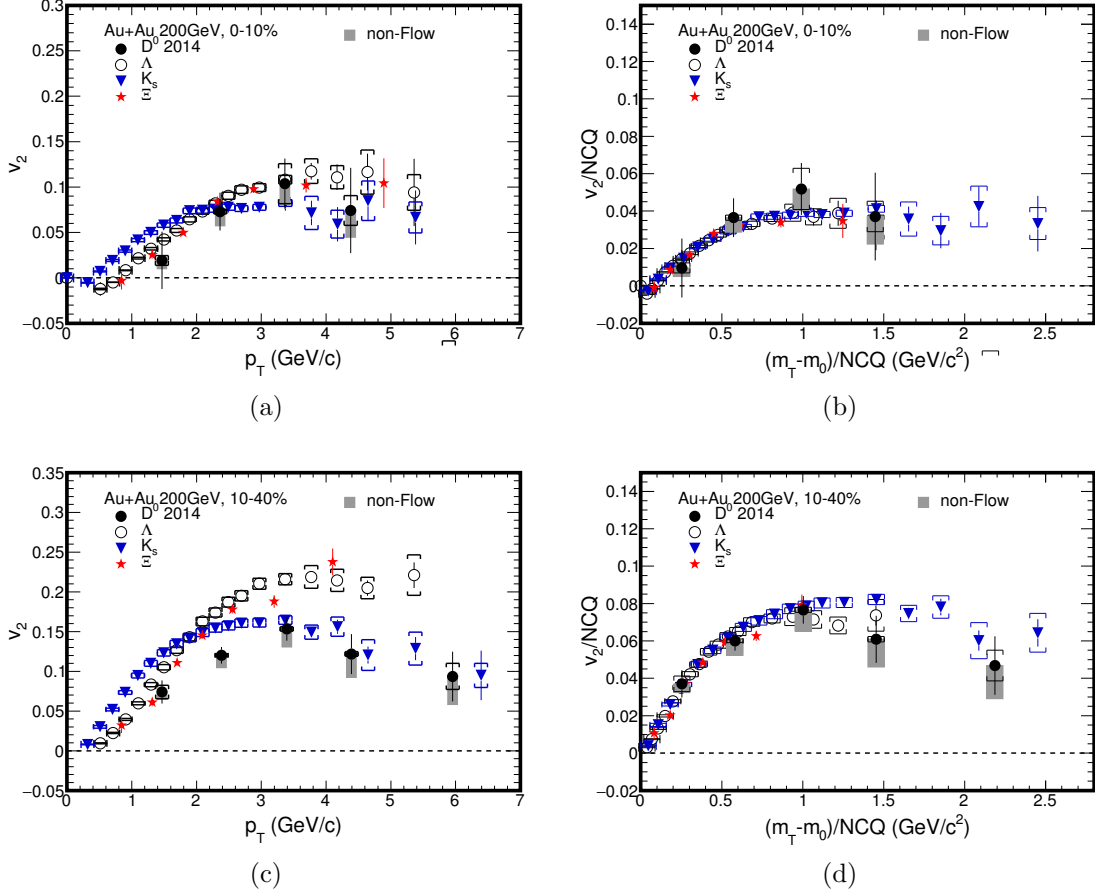 0.3
0.25
0.2
0.15
0.1
0.05
0
−0.05
v₂
Au+Au 200GeV, 0-10%
D⁰ 2014
Λ
Kₛ
Ξ
non-Flow
0 1 2 3 4 5 6 7
p_T (GeV/c)
(a)
0.14
0.12
0.1
0.08
0.06
0.04
0.02
0
−0.02
v₂/NCQ
Au+Au 200GeV, 0-10%
D⁰ 2014
Λ
Kₛ
Ξ
non-Flow
0 0.5 1 1.5 2 2.5
(m_T-m₀)/NCQ (GeV/c²)
(b)
0.35
0.3
0.25
0.2
0.15
0.1
0.05
0
−0.05
v₂
Au+Au 200GeV, 10-40%
D⁰ 2014
Λ
Kₛ
Ξ
non-Flow
0 1 2 3 4 5 6 7
p_T (GeV/c)
(c)
0.14
0.12
0.1
0.08
0.06
0.04
0.02
0
−0.02
v₂/NCQ
Au+Au 200GeV, 10-40%
D⁰ 2014
Λ
Kₛ
Ξ
non-Flow
0 0.5 1 1.5 2 2.5
(m_T-m₀)/NCQ (GeV/c²)
(d)